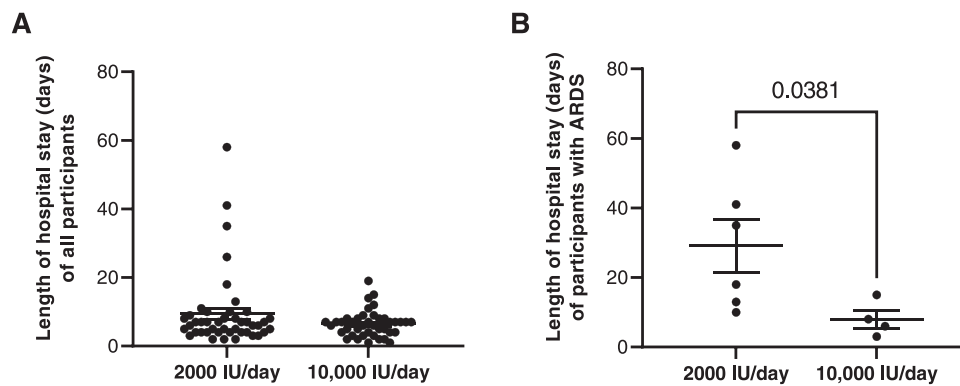 A
Length of hospital stay (days)
of all participants
80
60
40
20
0
2000 IU/day
10,000 IU/day
B
Length of hospital stay (days)
of participants with ARDS
80
60
40
20
0
0.0381
2000 IU/day
10,000 IU/day